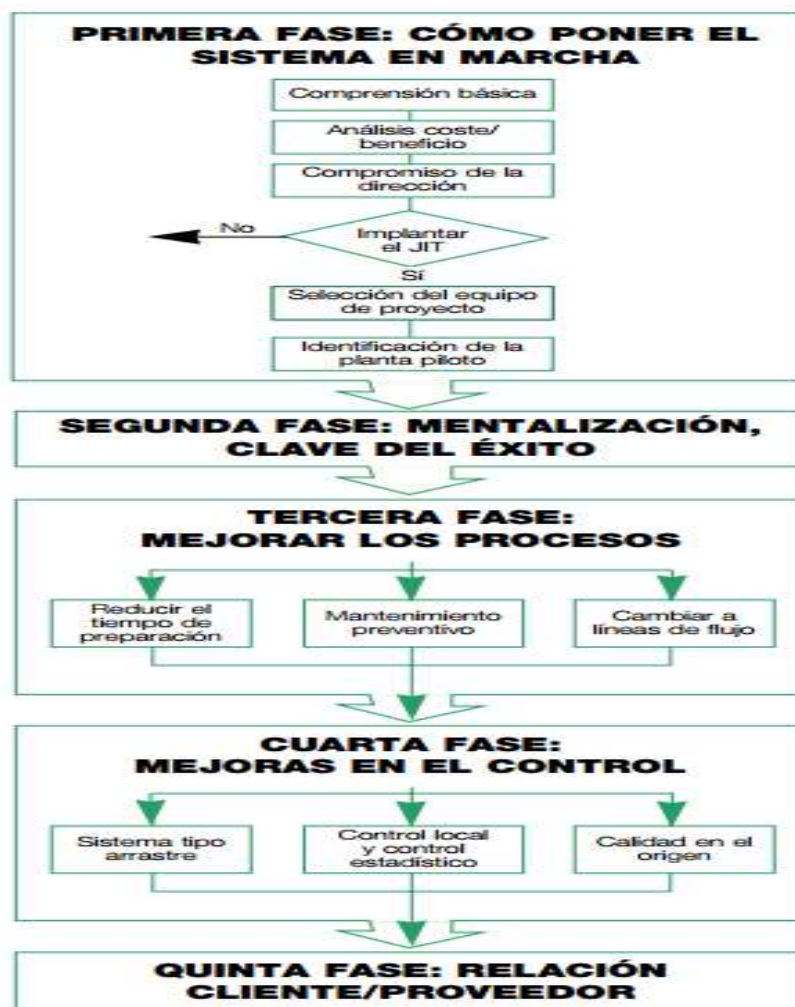 PRIMERA FASE: CÓMO PONER EL
SISTEMA EN MARCHA
Comprensión básica
Análisis coste/
beneficio
Compromiso de la
dirección
No
Implantar
el JIT
Sí
Selección del equipo
de proyecto
Identificación de la
planta piloto
SEGUNDA FASE: MENTALIZACIÓN,
CLAVE DEL ÉXITO
TERCERA FASE:
MEJORAR LOS PROCESOS
Reducir el
tiempo de
preparación
Mantenimiento
preventivo
Cambiar a
líneas de flujo
CUARTA FASE:
MEJORAS EN EL CONTROL
Sistema tipo
arrastre
Control local
y control
estadístico
Calidad en el
origen
QUINTA FASE: RELACIÓN
CLIENTE/PROVEEDOR